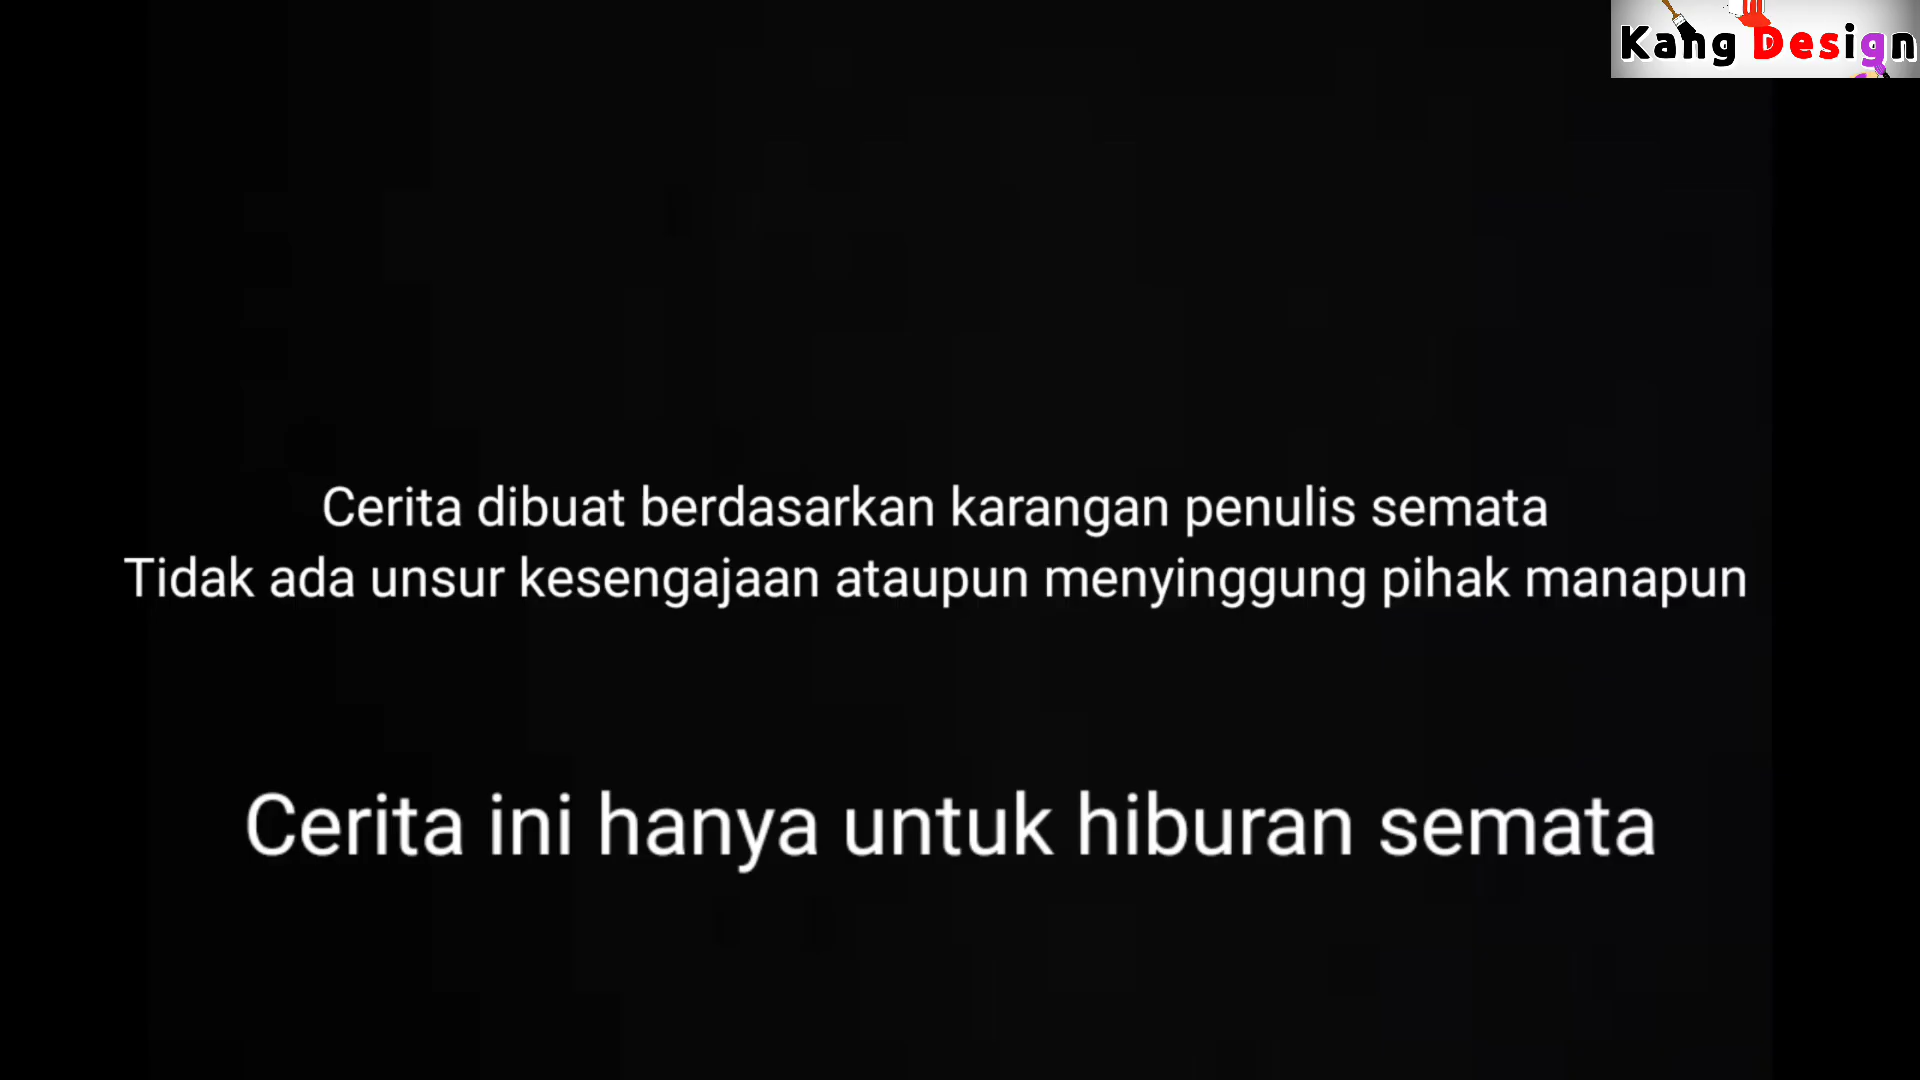 Kang Design
Cerita dibuat berdasarkan karangan penulis semata
Tidak ada unsur kesengajaan ataupun menyinggung pihak manapun
Cerita ini hanya untuk hiburan semata